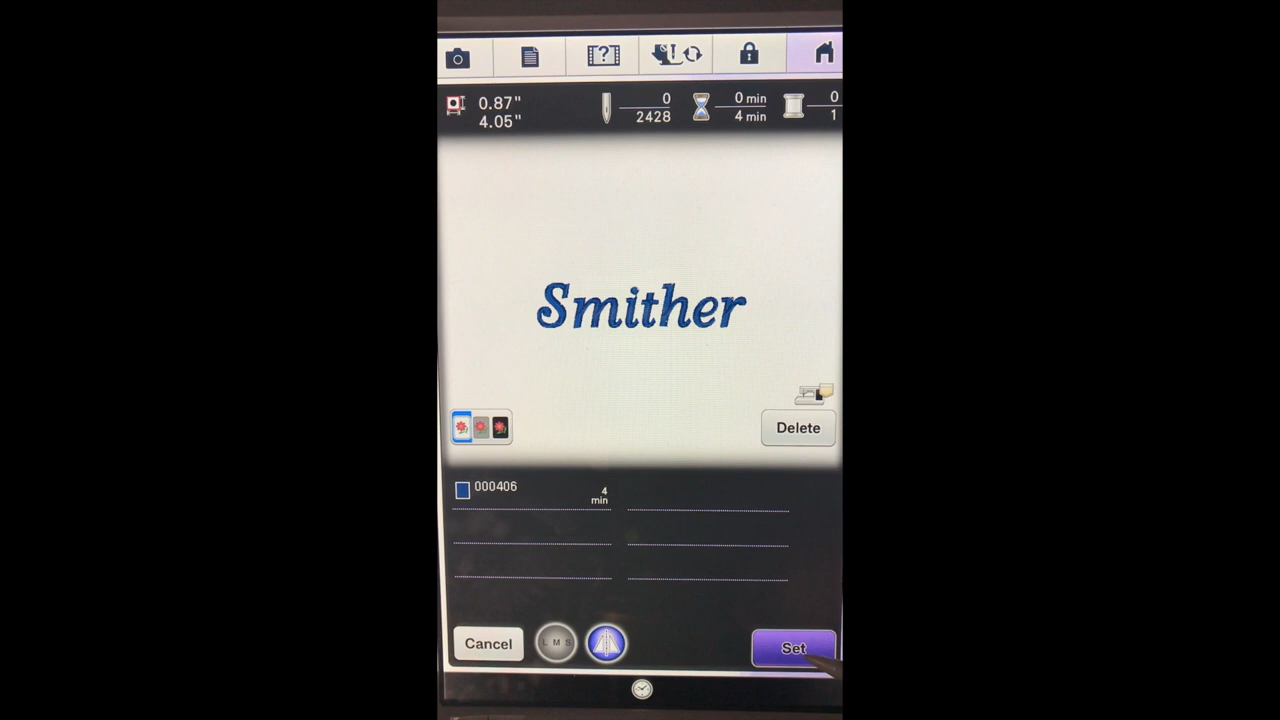 ?
0.87"
4.05"
0
2428
0 min
4 min
0
1
Smither
Delete
000406
4
min
Cancel
L M S
Set